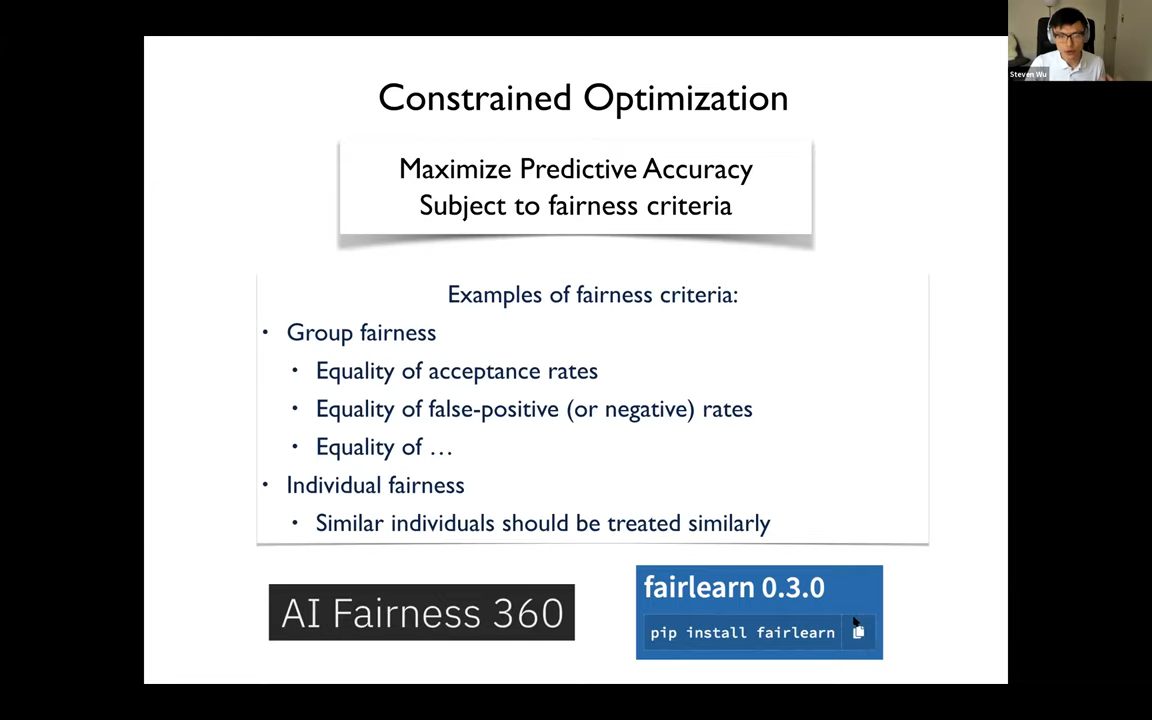 Steven Wu
Constrained Optimization
Maximize Predictive Accuracy
Subject to fairness criteria
Examples of fairness criteria:
• Group fairness
• Equality of acceptance rates
• Equality of false-positive (or negative) rates
• Equality of …
• Individual fairness
• Similar individuals should be treated similarly
AI Fairness 360
fairlearn 0.3.0
pip install fairlearn